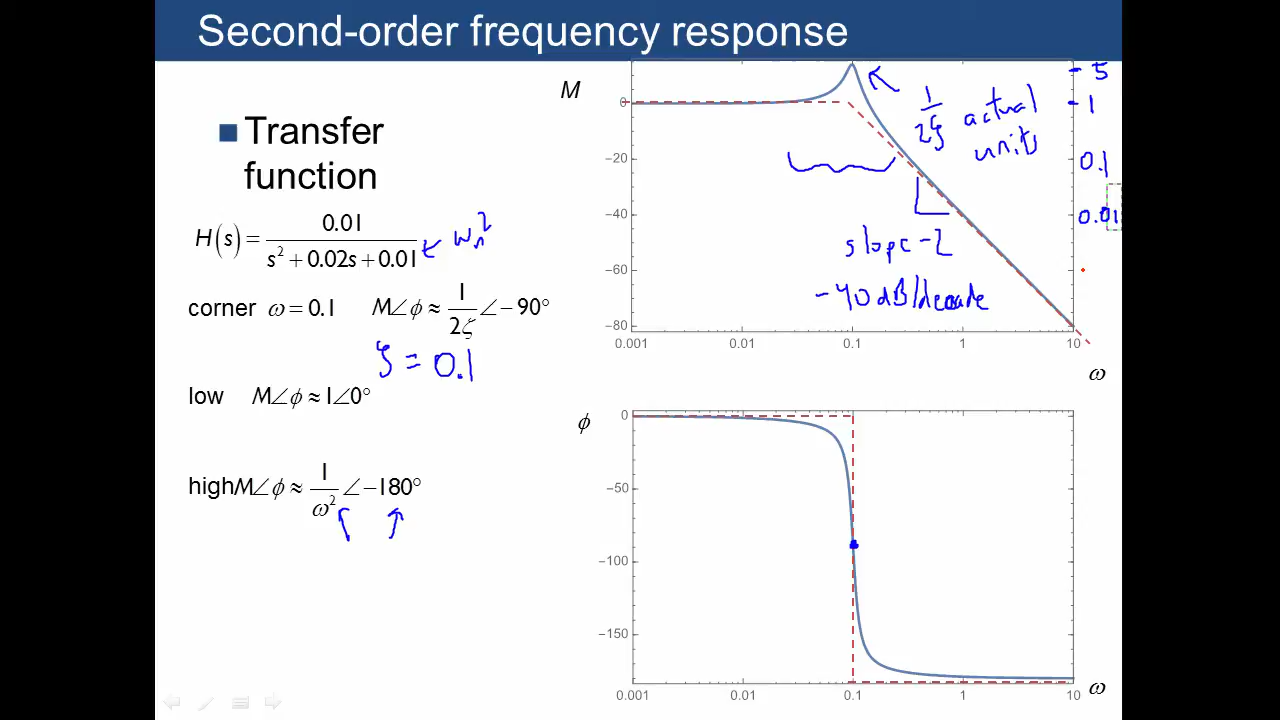 Second-order frequency response
Transfer
function
H(s) = 0.01 / (s² + 0.02s + 0.01)
ωn²
corner ω = 0.1 M∠ϕ ≈ 1/2ζ ∠−90°
ζ = 0.1
low M∠ϕ ≈ 1∠0°
highM∠ϕ ≈ 1/ω² ∠−180°
M
0
−20
−40
−60
−80
0.001 0.01 0.1 1 10
ω
1/2ζ actual units
slope -2
-40 dB/decade
- 5
- 1
0.1
0.01
ϕ
0
−50
−100
−150
0.001 0.01 0.1 1 10 ω